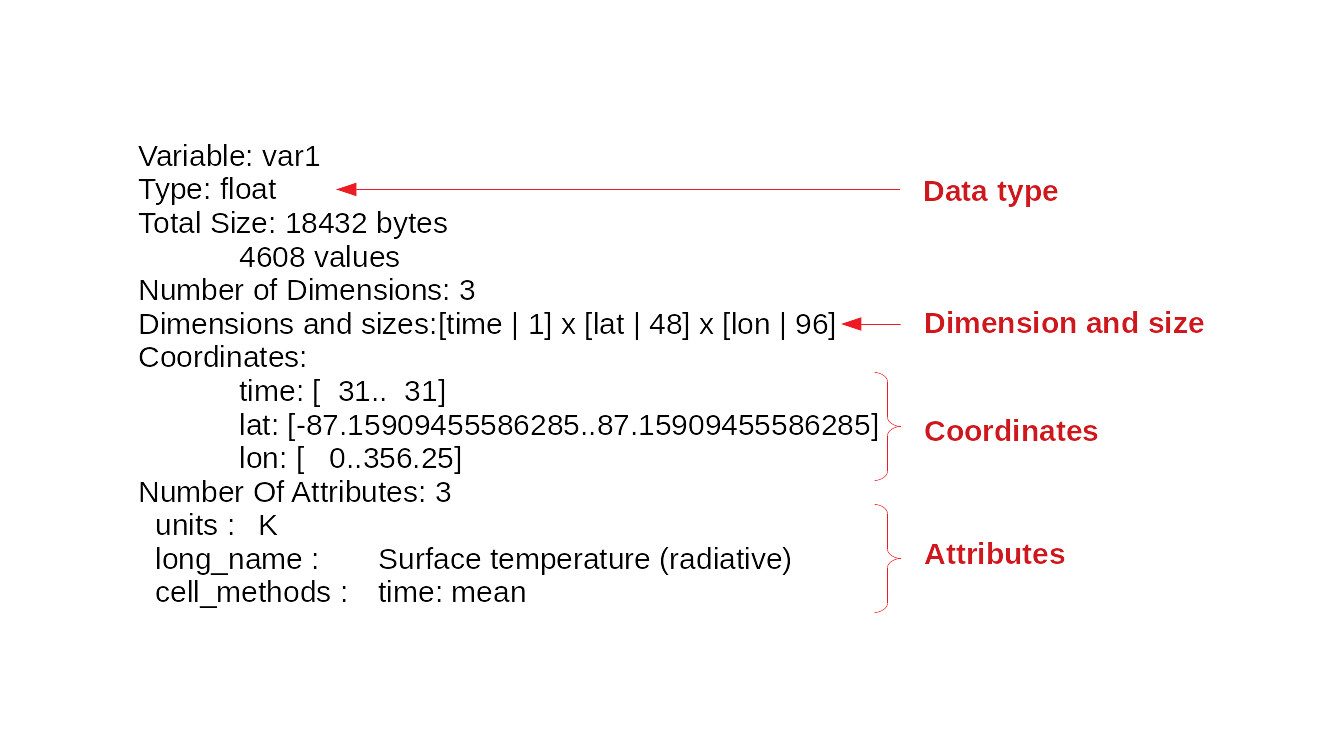 Variable: var1
Type: float
Data type
Total Size: 18432 bytes
4608 values
Number of Dimensions: 3
Dimensions and sizes:[time | 1] x [lat | 48] x [lon | 96]
Dimension and size
Coordinates:
time: [  31..  31]
lat: [-87.15909455586285..87.15909455586285]
lon: [   0..356.25]
Coordinates
Number Of Attributes: 3
units :   K
long_name :       Surface temperature (radiative)
cell_methods :    time: mean
Attributes